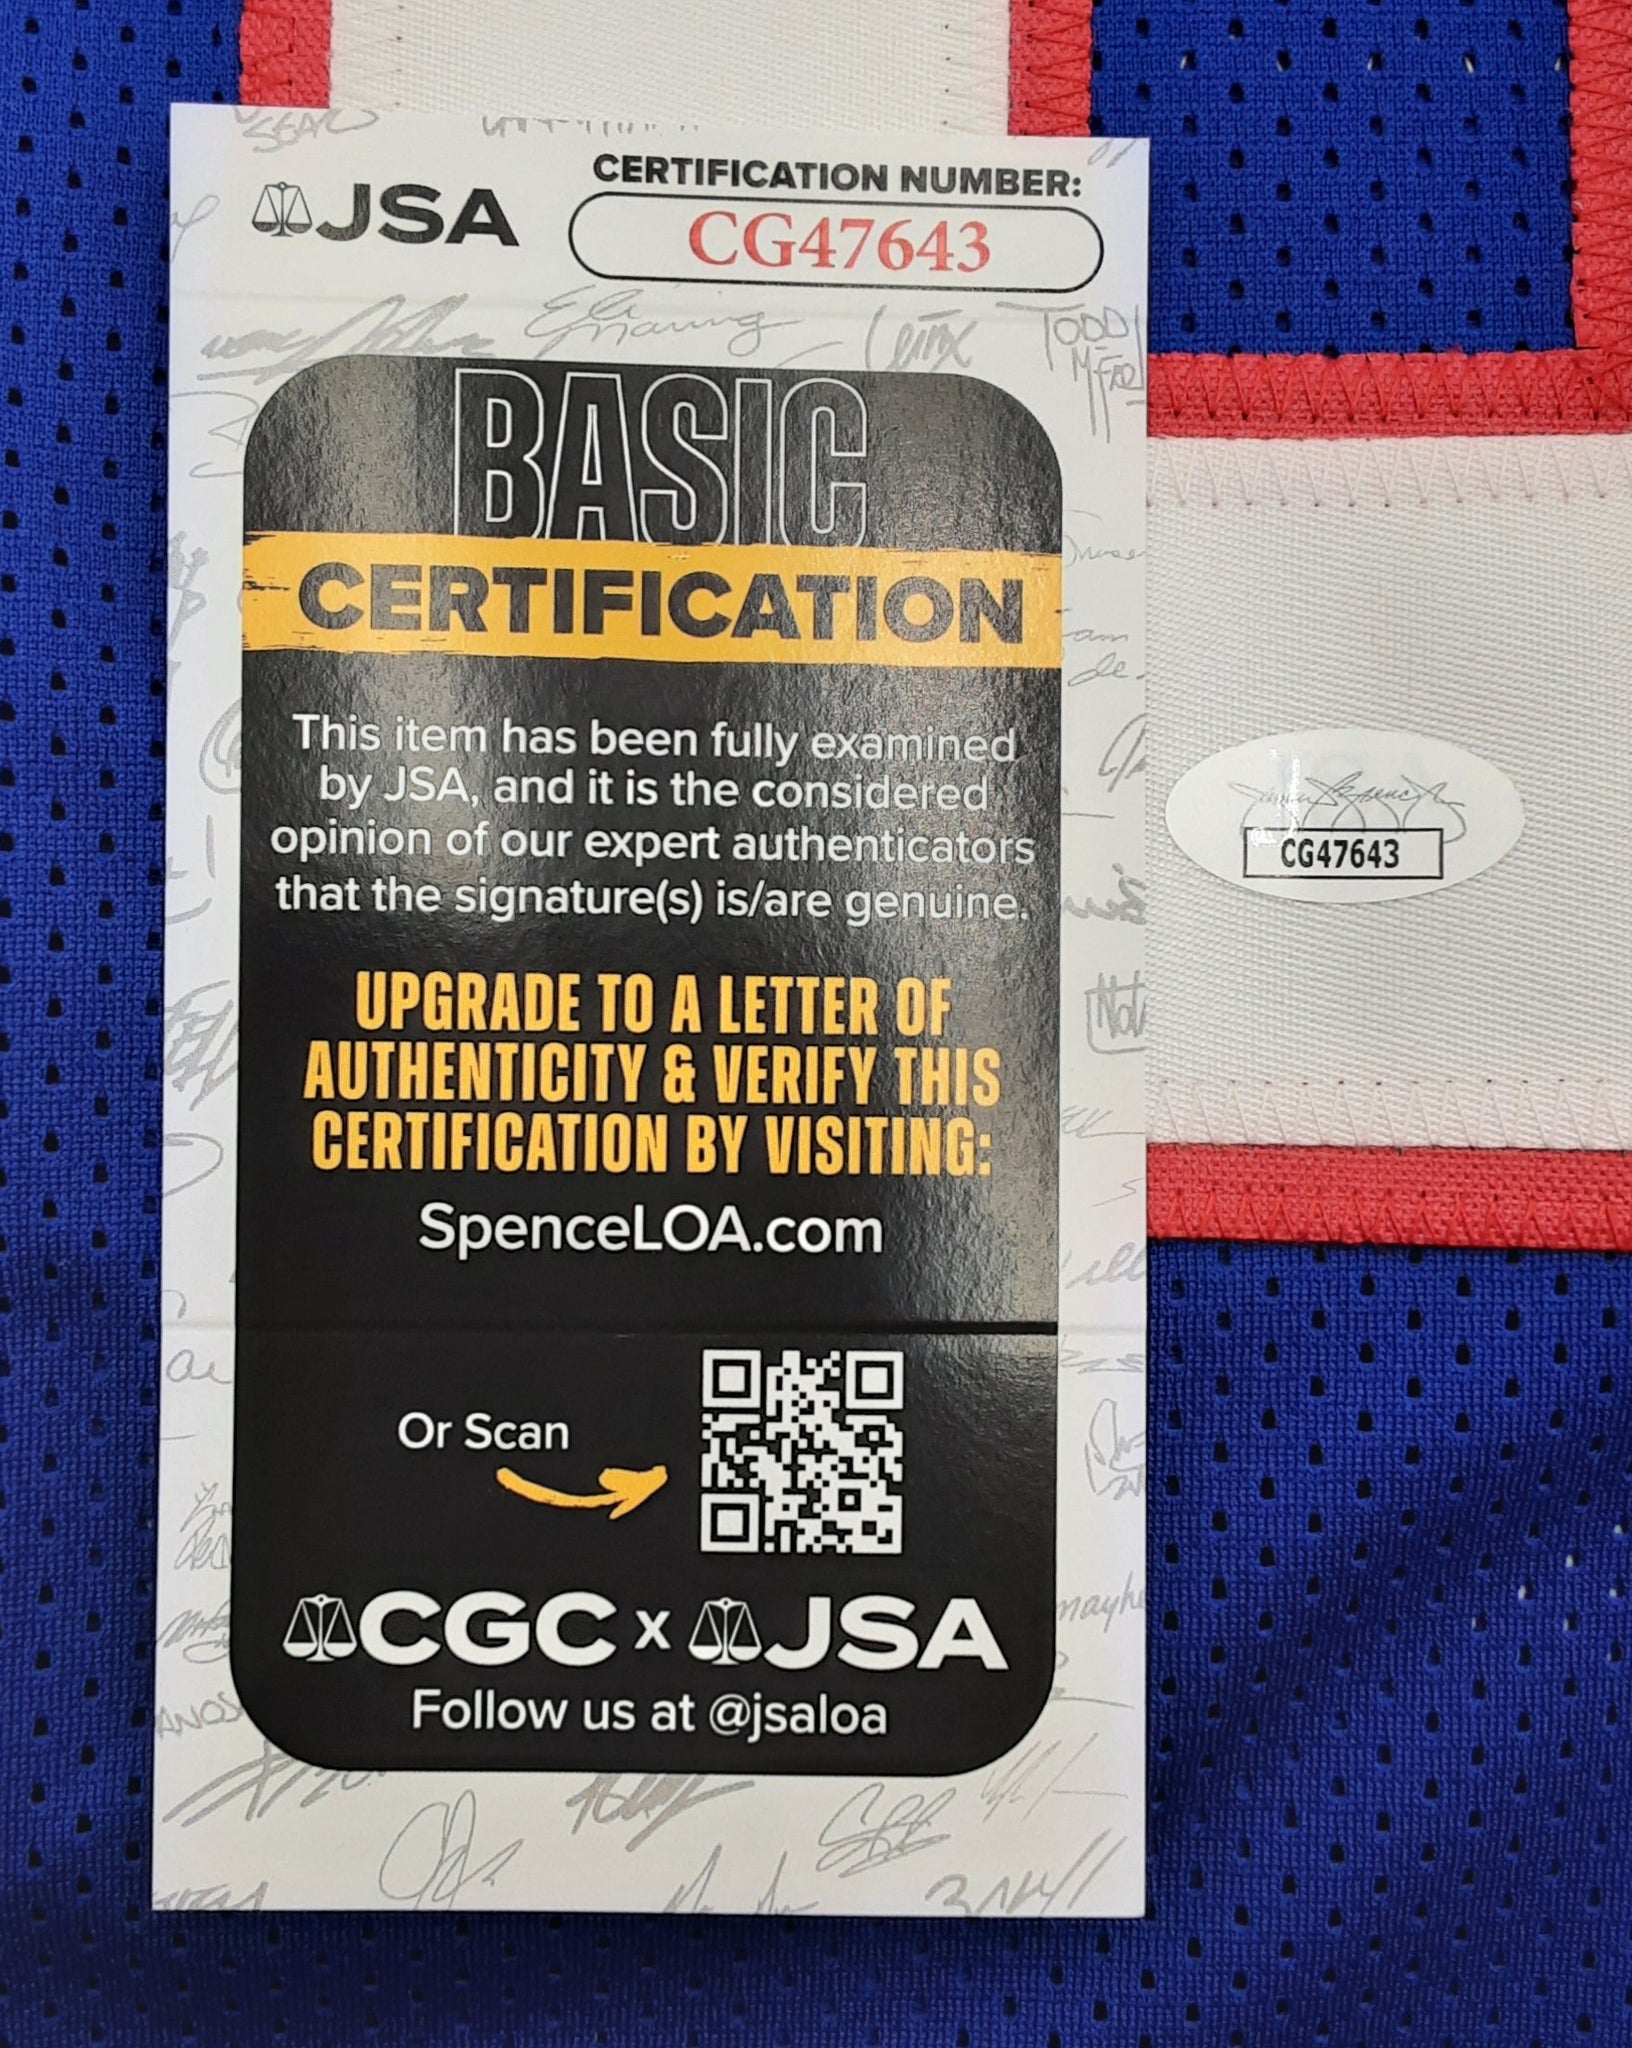 JSA
CERTIFICATION NUMBER:
CG47643
Eli Manning
BASIC
CERTIFICATION
This item has been fully examined
by JSA, and it is the considered
opinion of our expert authenticators
that the signature(s) is/are genuine.
UPGRADE TO A LETTER OF
AUTHENTICITY & VERIFY THIS
CERTIFICATION BY VISITING:
SpenceLOA.com
Or Scan
CGC x JSA
Follow us at @jsaloa
CG47643